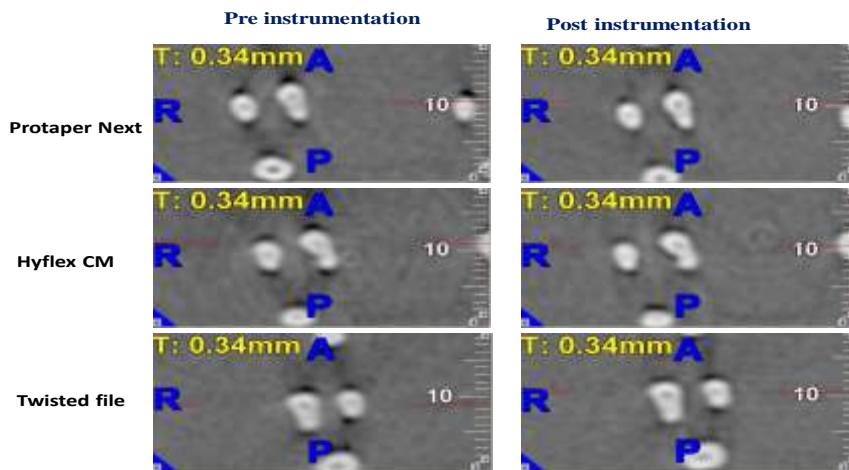 Pre instrumentation Post instrumentation
T: 0.34mm A T: 0.34mm A
Protaper Next R 10 R 10
P P
T: 0.34mm A T: 0.34mm A
Hyflex CM R 10 R 10
P P
T: 0.34mm A T: 0.34mm A
Twisted file R 10 R 10
P P